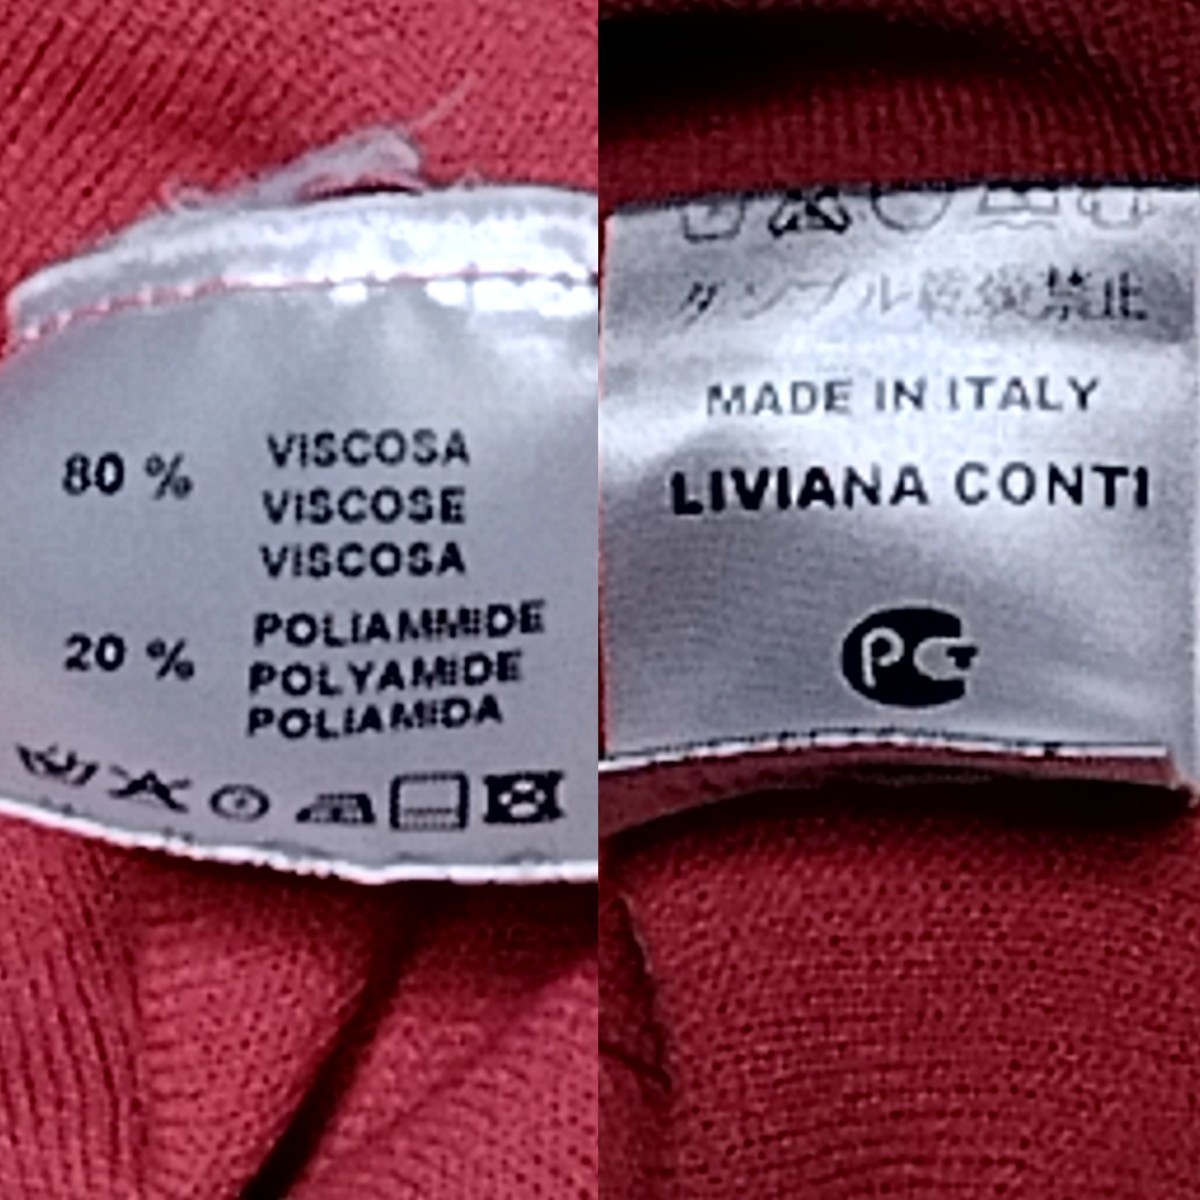 80 % VISCOSA
VISCOSE
VISCOSA
20 % POLIAMMIDE
POLYAMIDE
POLIAMIDA
タンブル乾燥禁止
MADE IN ITALY
LIVIANA CONTI
PCT